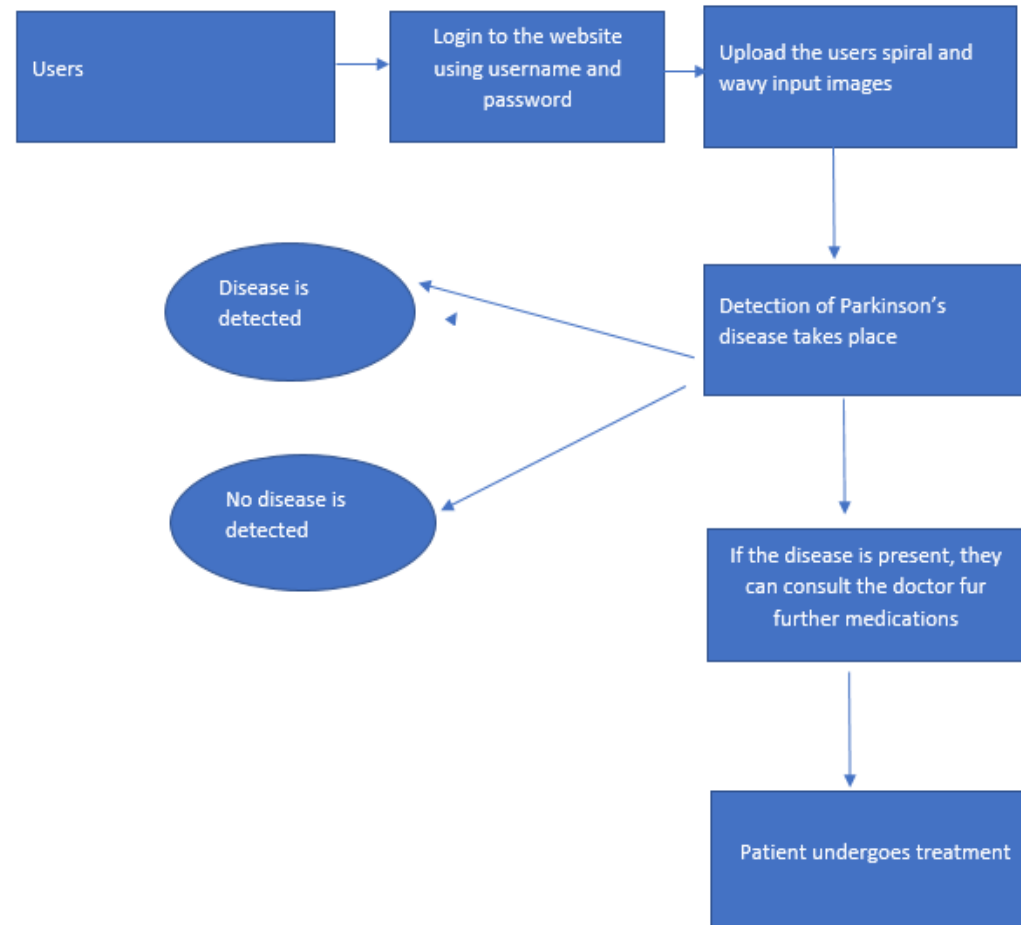 Users
Login to the website
using username and
password
Upload the users spiral and
wavy input images
Disease is
detected
Detection of Parkinson’s
disease takes place
No disease is
detected
If the disease is present, they
can consult the doctor fur
further medications
Patient undergoes treatment